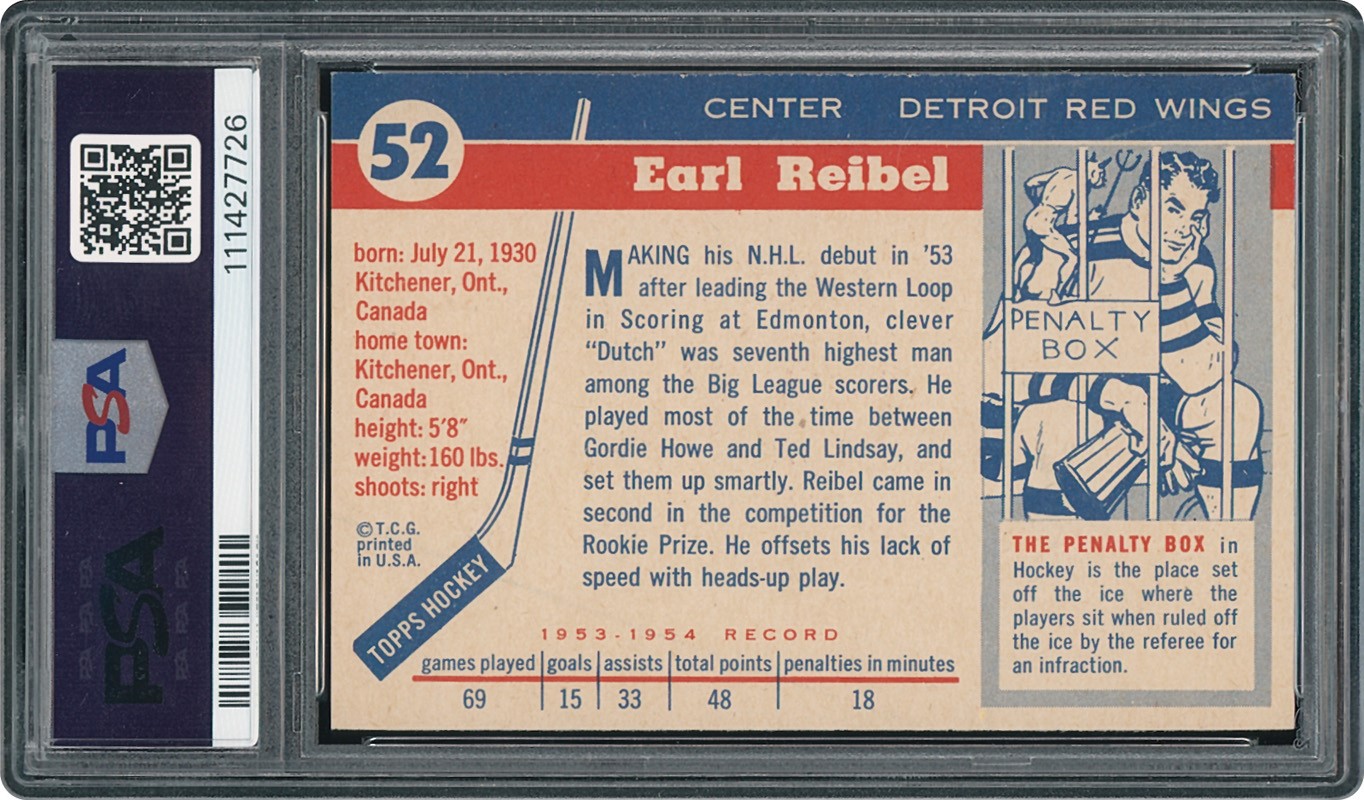 111427726
PSA
PSA
52
CENTER DETROIT RED WINGS
Earl Reibel
born: July 21, 1930
Kitchener, Ont.,
Canada
home town:
Kitchener, Ont.,
Canada
height: 5'8"
weight: 160 lbs.
shoots: right
© T.C.G.
printed
in U.S.A.
TOPPS HOCKEY
MAKING his N.H.L. debut in '53
after leading the Western Loop
in Scoring at Edmonton, clever
"Dutch" was seventh highest man
among the Big League scorers. He
played most of the time between
Gordie Howe and Ted Lindsay, and
set them up smartly. Reibel came in
second in the competition for the
Rookie Prize. He offsets his lack of
speed with heads-up play.
PENALTY
BOX
THE PENALTY BOX in
Hockey is the place set
off the ice where the
players sit when ruled off
the ice by the referee for
an infraction.
1953-1954 RECORD
games played goals assists total points penalties in minutes
69 15 33 48 18